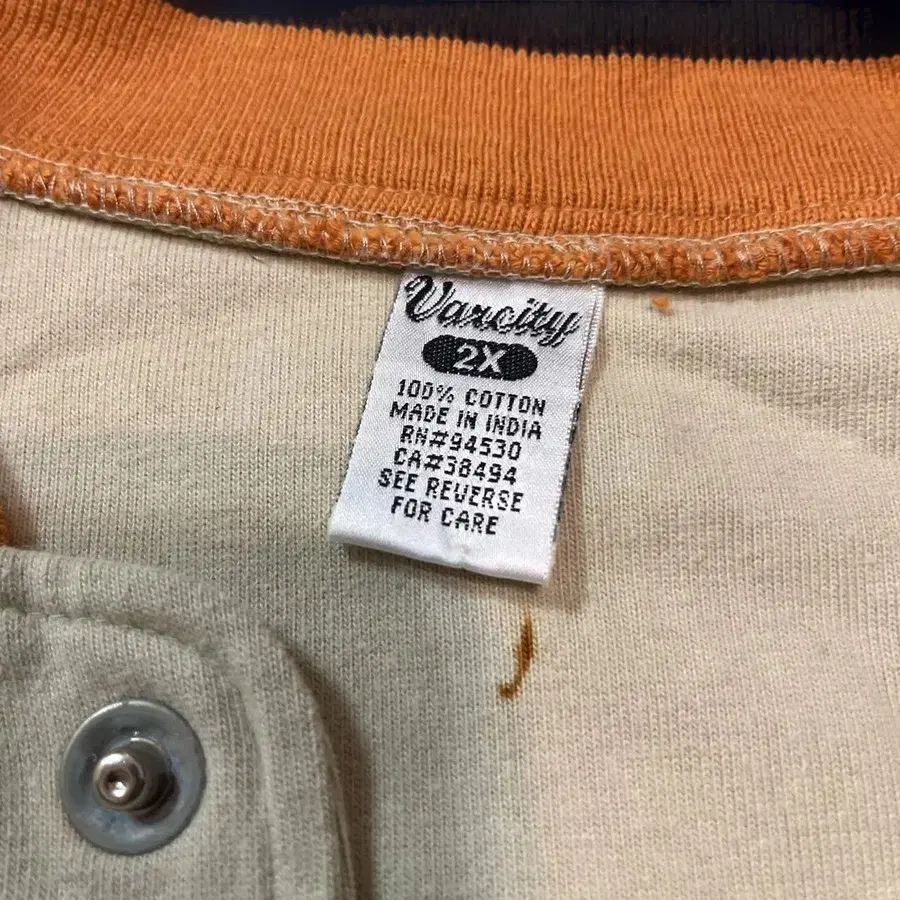 Varcity
2X
100% COTTON
MADE IN INDIA
RN#94530
CA#38494
SEE REVERSE
FOR CARE